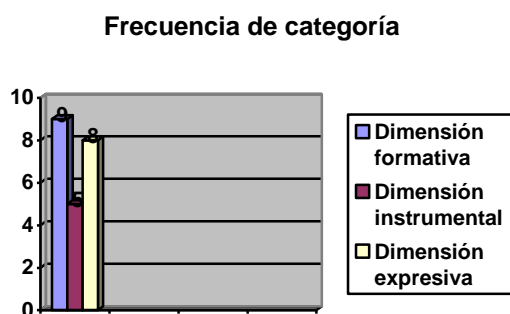 Frecuencia de categoría
10
8
6
4
2
0
9
5
8
Dimensión
formativa
Dimensión
instrumental
Dimensión
expresiva